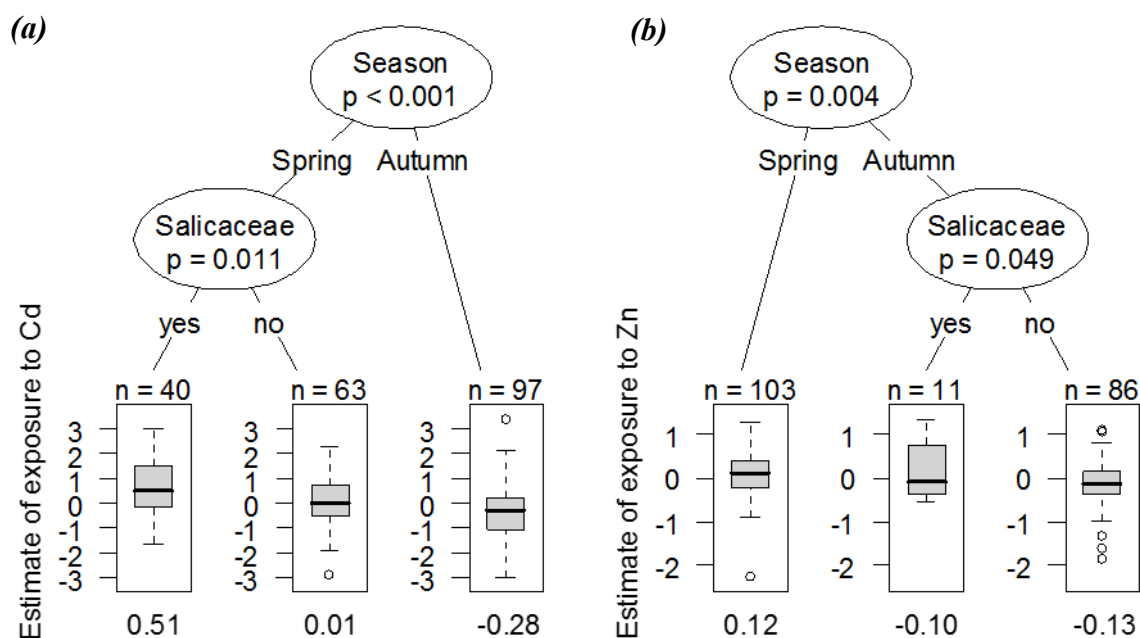 (a)
Season
p < 0.001
Spring Autumn
Salicaceae
p = 0.011
yes no
n = 40 n = 63 n = 97
Estimate of exposure to Cd
3 3 3
2 2 2
1 1 1
0 0 0
-1 -1 -1
-2 -2 -2
-3 -3 -3
0.51 0.01 -0.28
(b)
Season
p = 0.004
Spring Autumn
Salicaceae
p = 0.049
yes no
n = 103 n = 11 n = 86
Estimate of exposure to Zn
1 1 1
0 0 0
-1 -1 -1
-2 -2 -2
0.12 -0.10 -0.13